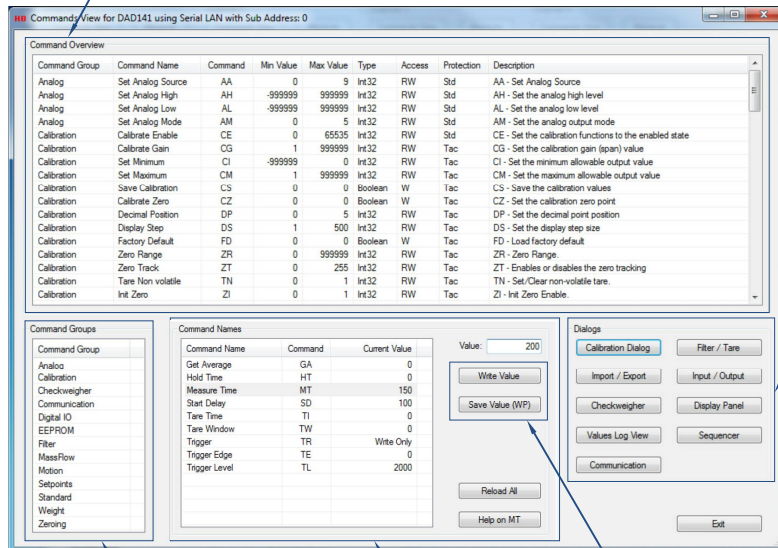 HB Commands View for DAD141 using Serial LAN with Sub Address: 0
Command Overview
Command Group Command Name Command Min Value Max Value Type Access Protection Description
Analog Set Analog Source AA 0 9 Int32 RW Std AA - Set Analog Source
Analog Set Analog High AH -999999 999999 Int32 RW Std AH - Set the analog high level
Analog Set Analog Low AL -999999 999999 Int32 RW Std AL - Set the analog low level
Analog Set Analog Mode AM 0 5 Int32 RW Std AM - Set the analog output mode
Calibration Calibrate Enable CE 0 65535 Int32 RW Std CE - Set the calibration functions to the enabled state
Calibration Calibrate Gain CG 1 999999 Int32 RW Tac CG - Set the calibration gain (span) value
Calibration Set Minimum CI -999999 0 Int32 RW Tac CI - Set the minimum allowable output value
Calibration Set Maximum CM 1 999999 Int32 RW Tac CM - Set the maximum allowable output value
Calibration Save Calibration CS 0 0 Boolean W Tac CS - Save the calibration values
Calibration Calibrate Zero CZ 0 0 Boolean W Tac CZ - Set the calibration zero point
Calibration Decimal Position DP 0 5 Int32 RW Tac DP - Set the decimal point position
Calibration Display Step DS 1 500 Int32 RW Tac DS - Set the display step size
Calibration Factory Default FD 0 0 Boolean W Tac FD - Load factory default
Calibration Zero Range ZR 0 999999 Int32 RW Tac ZR - Zero Range.
Calibration Zero Track ZT 0 255 Int32 RW Tac ZT - Enables or disables the zero tracking
Calibration Tare Non volatile TN 0 1 Int32 RW Tac TN - Set/Clear non-volatile tare.
Calibration Init Zero ZI 0 1 Int32 RW Tac ZI - Init Zero Enable.
Command Groups
Command Group
Analog
Calibration
Checkweigher
Communication
Digital IO
EEPROM
Filter
MassFlow
Motion
Setpoints
Standard
Weight
Zeroing
Command Names
Command Name Command Current Value
Get Average GA 0
Hold Time HT 0
Measure Time MT 150
Start Delay SD 100
Tare Time TI 0
Tare Window TW 0
Trigger TR Write Only
Trigger Edge TE 0
Trigger Level TL 2000
Value: 200
Write Value
Save Value (WP)
Reload All
Help on MT
Dialogs
Calibration Dialog Filter / Tare
Import / Export Input / Output
Checkweigher Display Panel
Values Log View Sequencer
Communication
Exit